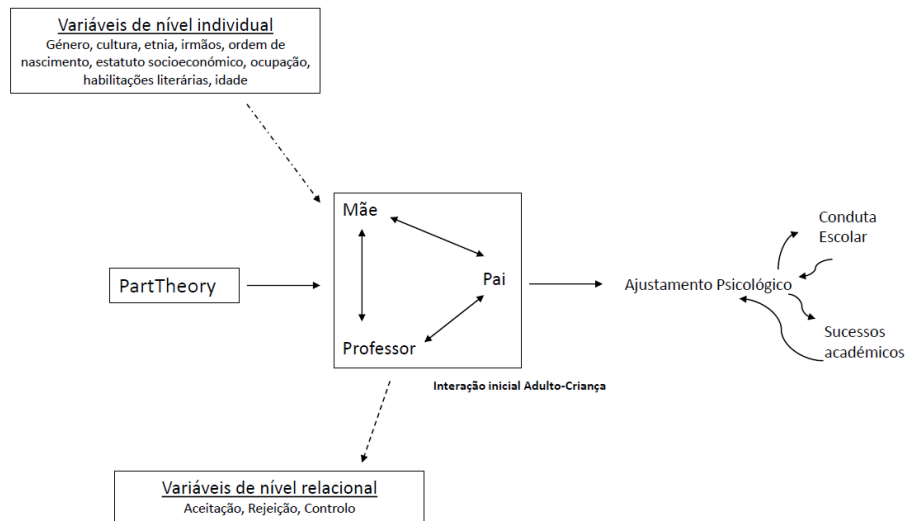 Variáveis de nível individual
Género, cultura, etnia, irmãos, ordem de
nascimento, estatuto socioeconómico, ocupação,
habilitações literárias, idade
Mãe
Pai
Professor
PartTheory
Interação inicial Adulto-Criança
Ajustamento Psicológico
Conduta
Escolar
Sucessos
académicos
Variáveis de nível relacional
Aceitação, Rejeição, Controlo